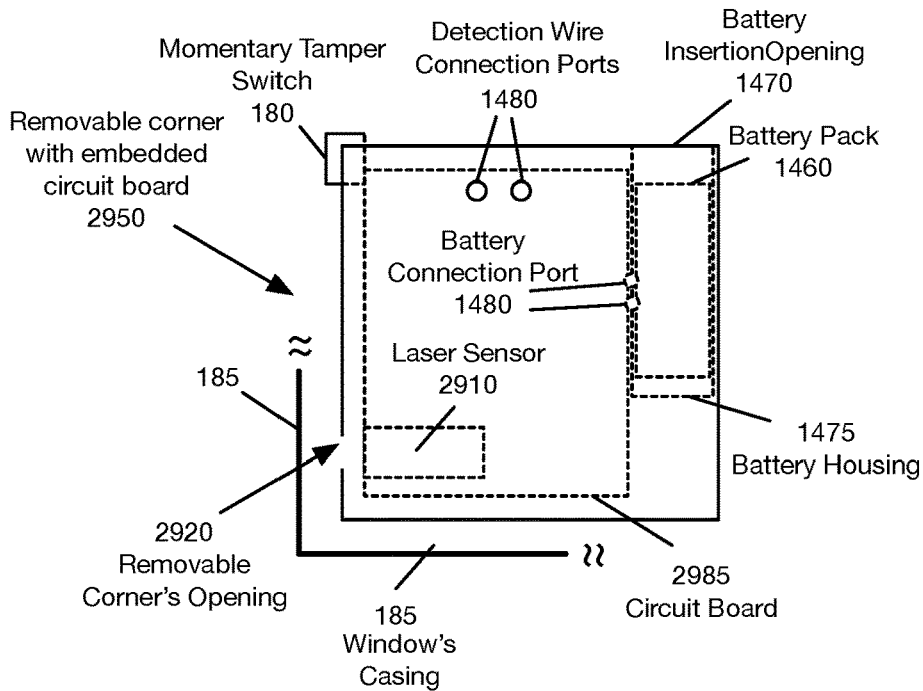 Momentary Tamper
Switch
180
Detection Wire
Connection Ports
1480
Battery
InsertionOpening
1470
Removable corner
with embedded
circuit board
2950
Battery Pack
1460
Battery
Connection Port
1480
Laser Sensor
2910
185
1475
Battery Housing
2920
Removable
Corner's Opening
185
Window's
Casing
2985
Circuit Board